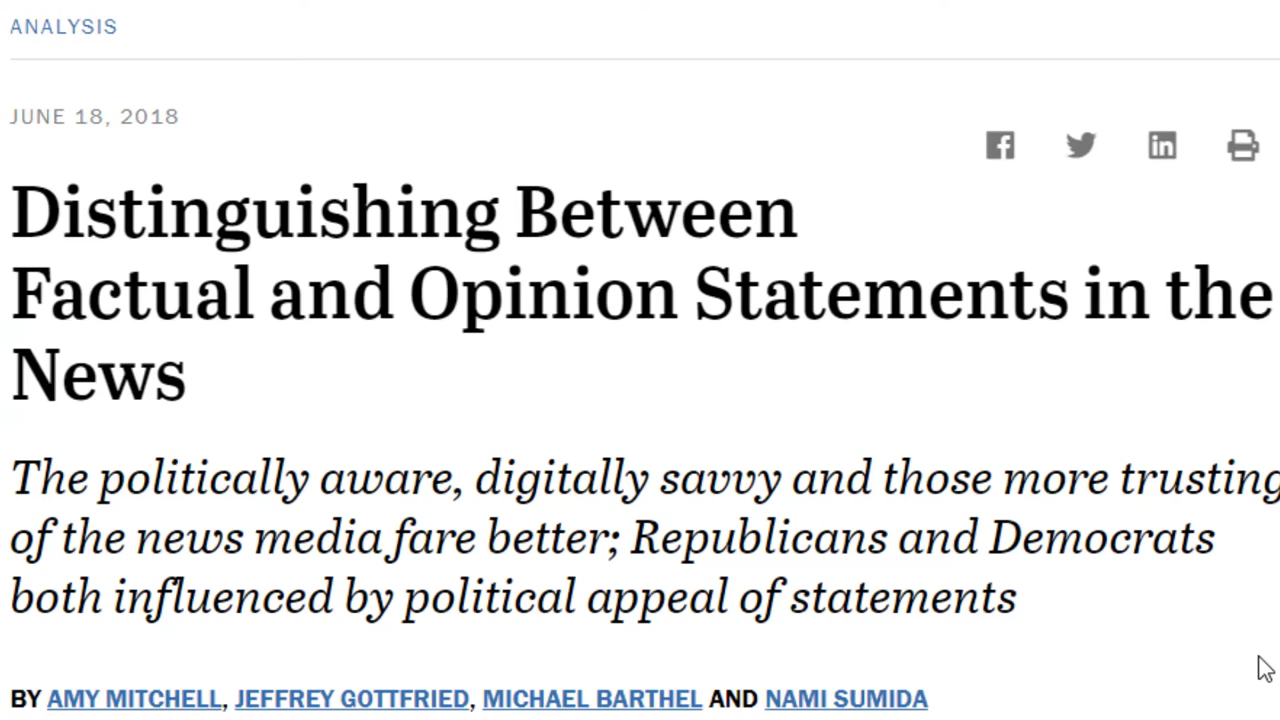 ANALYSIS
JUNE 18, 2018
Distinguishing Between
Factual and Opinion Statements in the
News
The politically aware, digitally savvy and those more trusting
of the news media fare better; Republicans and Democrats
both influenced by political appeal of statements
BY AMY MITCHELL, JEFFREY GOTTFRIED, MICHAEL BARTHEL AND NAMI SUMIDA